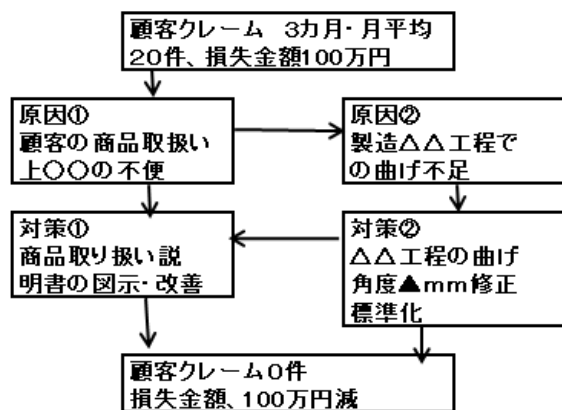 顧客クレーム 3カ月・月平均
20件、損失金額100万円
原因①
顧客の商品取扱い
上〇〇の不便
原因②
製造△△工程で
の曲げ不足
対策①
商品取り扱い説
明書の図示・改善
対策②
△△工程の曲げ
角度▲mm修正
標準化
顧客クレーム0件
損失金額、100万円減